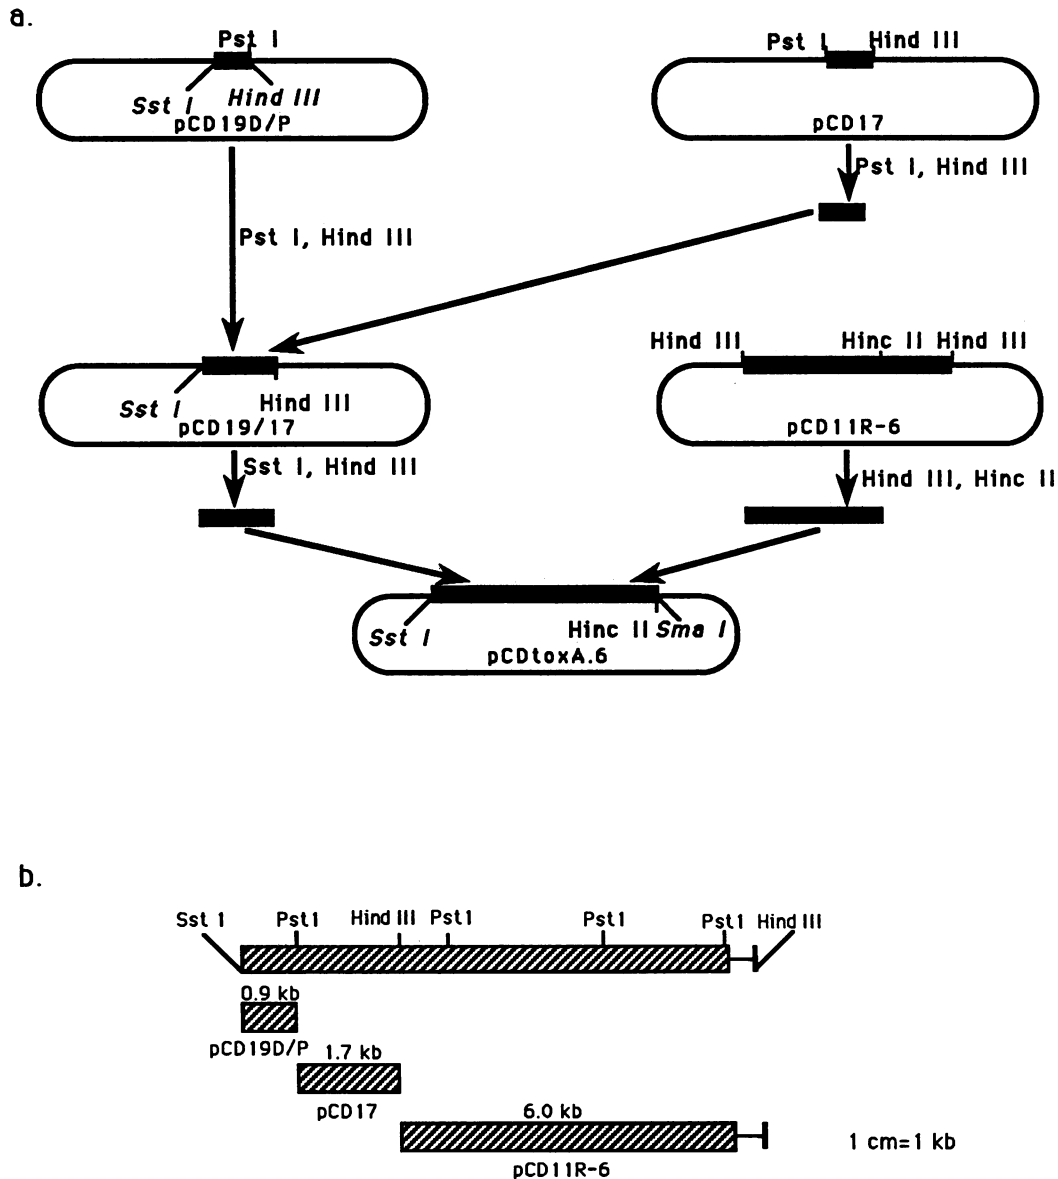 a.
Pst I
Sst I
Hind III
pCD19D/P
Pst I
Hind III
pCD17
Pst I, Hind III
Pst I, Hind III
Sst I
Hind III
pCD19/17
Hind III
Hinc II
Hind III
pCD11R-6
Sst I, Hind III
Hind III, Hinc II
Sst I
Hinc II
Sma I
pCDtoxA.6
b.
Sst 1
Pst1
Hind III
Pst1
Pst1
Pst1
Hind III
0.9 kb
pCD19D/P
1.7 kb
pCD17
6.0 kb
pCD11R-6
1 cm=1 kb